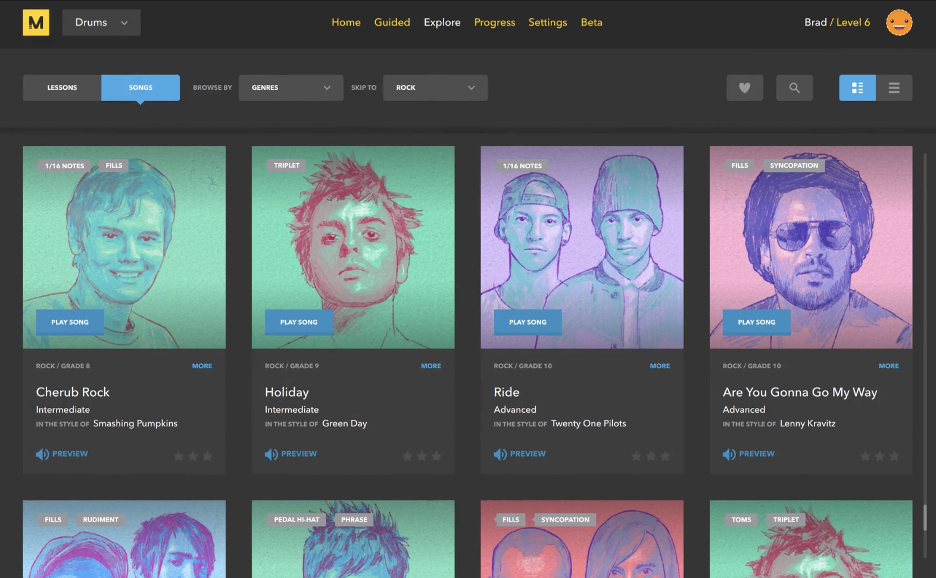 M Drums Home Guided Explore Progress Settings Beta Brad / Level 6
LESSONS SONGS BROWSE BY GENRES SKIP TO ROCK
1/16 NOTES FILLS TRIPLET 1/16 NOTES FILLS SYNCOPATION
PLAY SONG PLAY SONG PLAY SONG PLAY SONG
ROCK / GRADE 8 MORE ROCK / GRADE 9 MORE ROCK / GRADE 10 MORE ROCK / GRADE 10 MORE
Cherub Rock Holiday Ride Are You Gonna Go My Way
Intermediate Intermediate Advanced Advanced
IN THE STYLE OF Smashing Pumpkins IN THE STYLE OF Green Day IN THE STYLE OF Twenty One Pilots IN THE STYLE OF Lenny Kravitz
PREVIEW PREVIEW PREVIEW PREVIEW
FILLS RUDIMENT PEDAL HI-HAT PHRASE FILLS SYNCOPATION TOMS TRIPLET